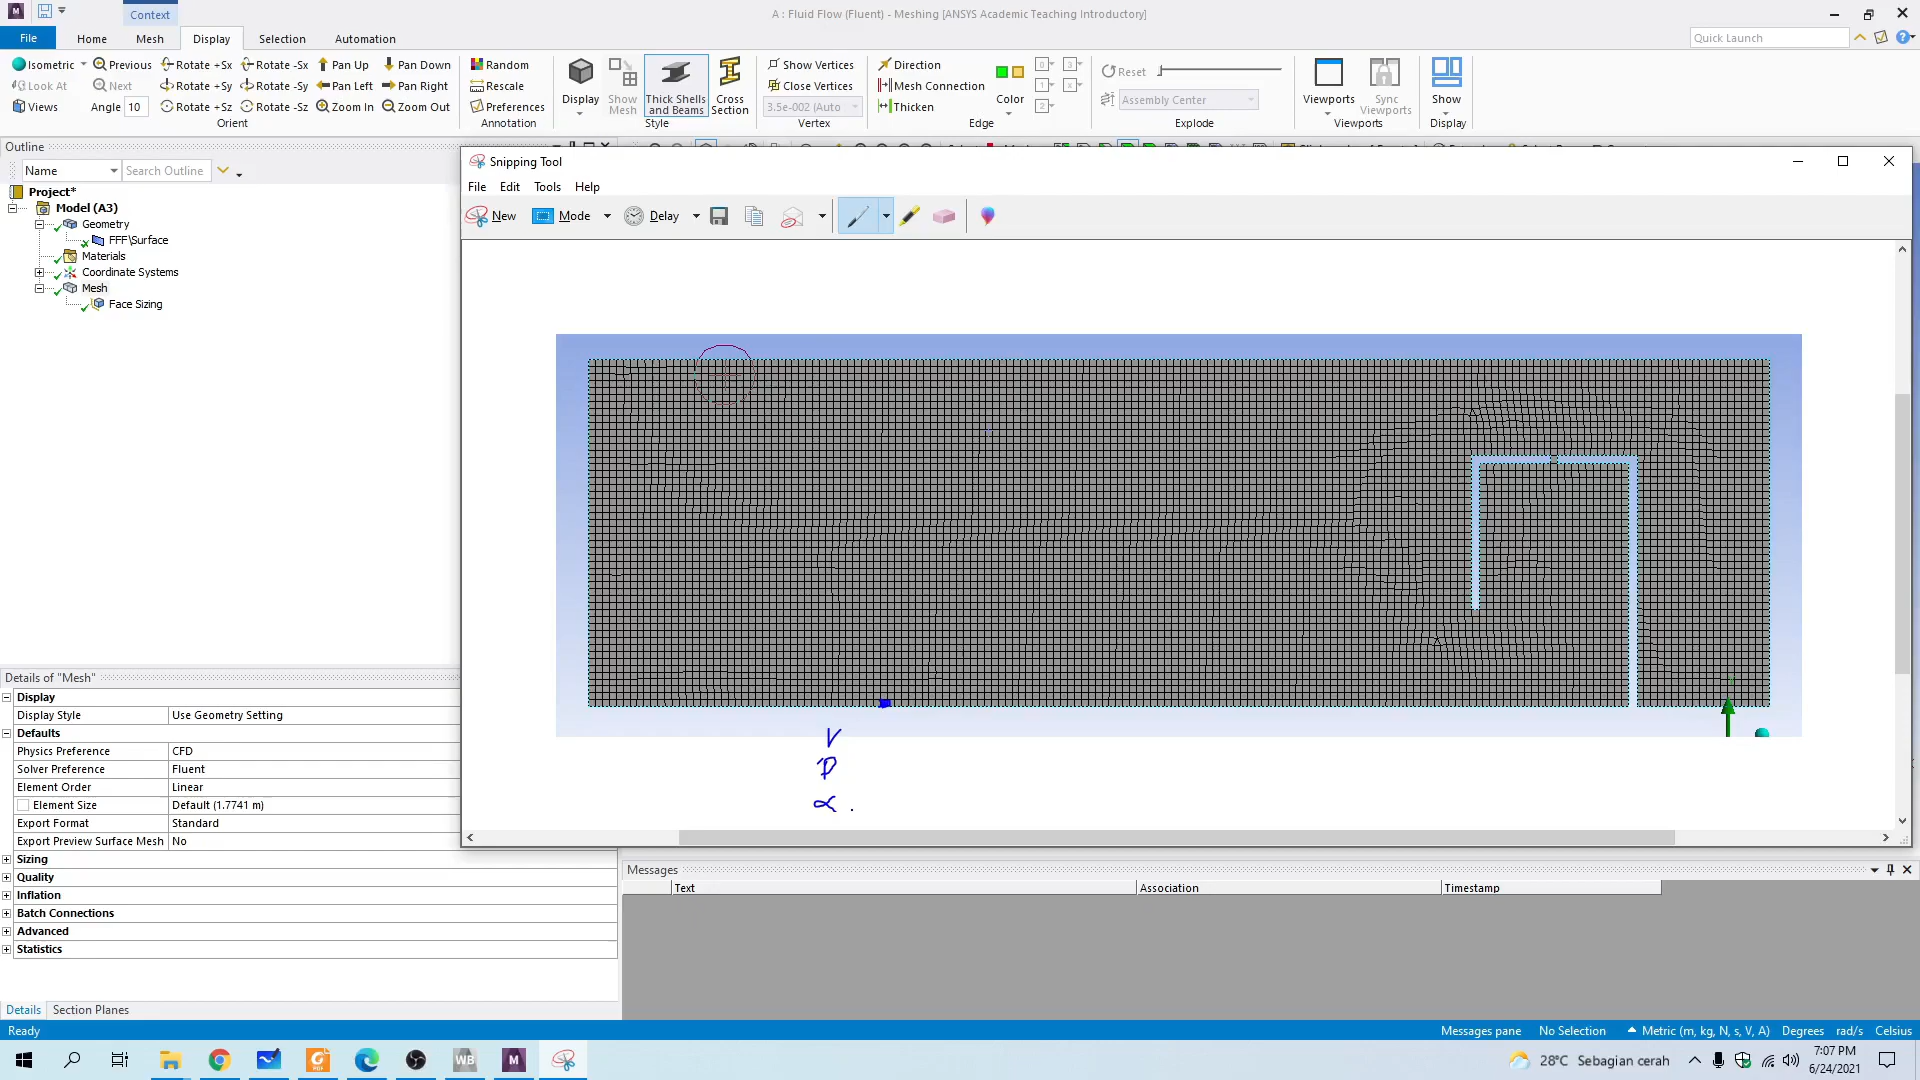 Context
A : Fluid Flow (Fluent) - Meshing [ANSYS Academic Teaching Introductory]
File Home Mesh Display Selection Automation
Quick Launch
Isometric Previous Rotate +Sx Rotate -Sx Pan Up Pan Down
Look At Next Rotate +Sy Rotate -Sy Pan Left Pan Right
Views Angle 10 Rotate +Sz Rotate -Sz Zoom In Zoom Out
Orient
Random
Rescale
Preferences
Annotation
Display
Show Mesh
Thick Shells and Beams
Cross Section
Style
Show Vertices
Close Vertices
3.5e-002 (Auto
Vertex
Direction
Mesh Connection
Thicken
Color
Edge
Reset
Assembly Center
Explode
Viewports
Sync Viewports
Viewports
Show
Display
Outline
Name Search Outline
Project*
Model (A3)
Geometry
FFF\Surface
Materials
Coordinate Systems
Mesh
Face Sizing
Snipping Tool
File Edit Tools Help
New Mode Delay
V
P
α .
Details of "Mesh"
Display
Display Style Use Geometry Setting
Defaults
Physics Preference CFD
Solver Preference Fluent
Element Order Linear
Element Size Default (1.7741 m)
Export Format Standard
Export Preview Surface Mesh No
Sizing
Quality
Inflation
Batch Connections
Advanced
Statistics
Details Section Planes
Messages
Text Association Timestamp
Ready
Messages pane No Selection Metric (m, kg, N, s, V, A) Degrees rad/s Celsius
28°C Sebagian cerah
7:07 PM
6/24/2021